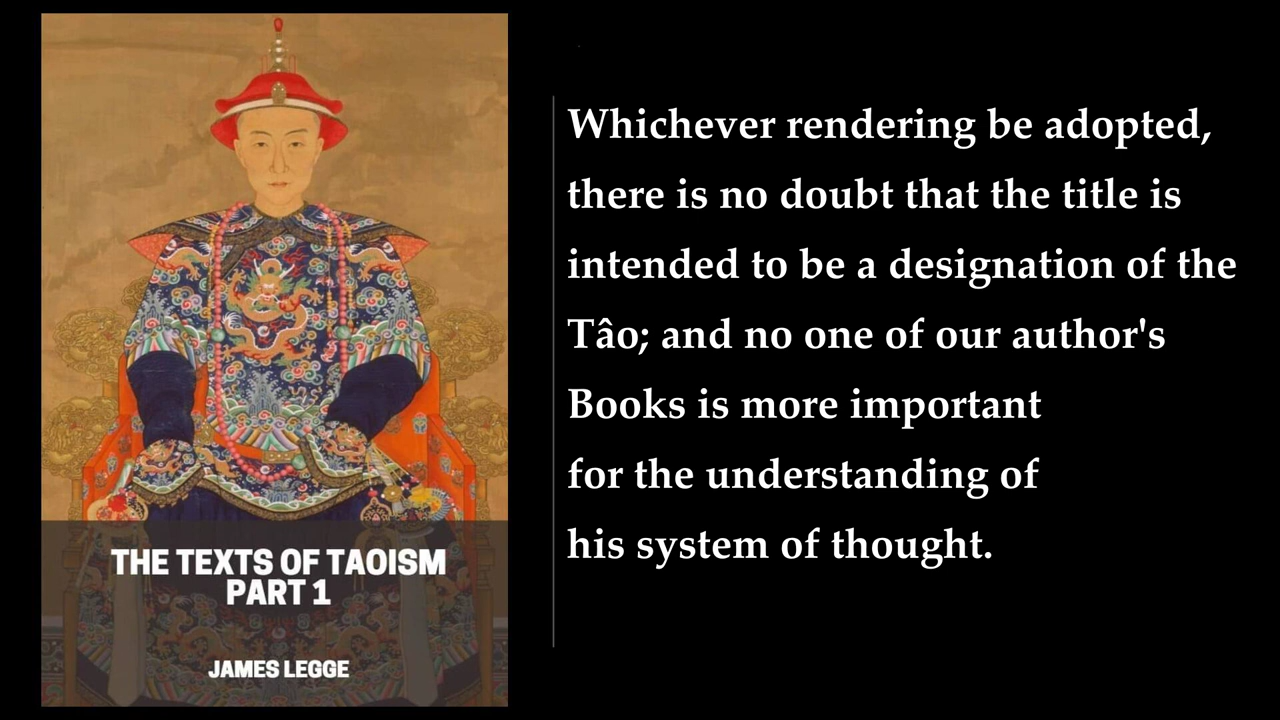 THE TEXTS OF TAOISM
PART 1
JAMES LEGGE
Whichever rendering be adopted,
there is no doubt that the title is
intended to be a designation of the
Tâo; and no one of our author's
Books is more important
for the understanding of
his system of thought.